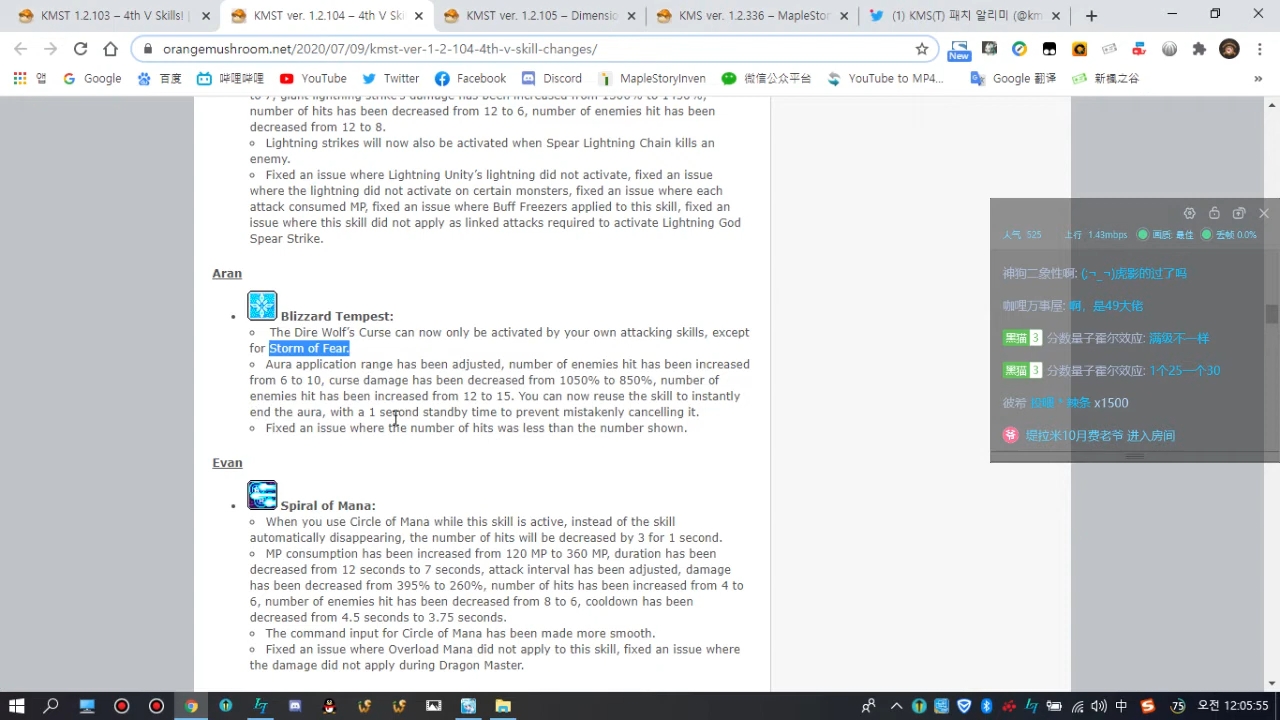 KMST 1.2.103 – 4th V Skills! |
KMST ver. 1.2.104 – 4th V Ski
KMST ver. 1.2.105 – Dimensio
KMS ver. 1.2.336 – MapleStor
(1) KMS(T) 패치 알리미 (@km
orangemushroom.net/2020/07/09/kmst-ver-1-2-104-4th-v-skill-changes/
New
앱
Google
百度
哔哩哔哩
YouTube
Twitter
Facebook
Discord
MapleStoryInven
微信公众平台
YouTube to MP4...
Google 翻译
新楓之谷
»
number of hits has been decreased from 12 to 6, number of enemies hit has been
decreased from 12 to 8.
Lightning strikes will now also be activated when Spear Lightning Chain kills an
enemy.
Fixed an issue where Lightning Unity’s lightning did not activate, fixed an issue
where the lightning did not activate on certain monsters, fixed an issue where each
attack consumed MP, fixed an issue where Buff Freezers applied to this skill, fixed an
issue where this skill did not apply as linked attacks required to activate Lightning God
Spear Strike.
Aran
Blizzard Tempest:
The Dire Wolf’s Curse can now only be activated by your own attacking skills, except
for Storm of Fear.
Aura application range has been adjusted, number of enemies hit has been increased
from 6 to 10, curse damage has been decreased from 1050% to 850%, number of
enemies hit has been increased from 12 to 15. You can now reuse the skill to instantly
end the aura, with a 1 second standby time to prevent mistakenly cancelling it.
Fixed an issue where the number of hits was less than the number shown.
Evan
Spiral of Mana:
When you use Circle of Mana while this skill is active, instead of the skill
automatically disappearing, the number of hits will be decreased by 3 for 1 second.
MP consumption has been increased from 120 MP to 360 MP, duration has been
decreased from 12 seconds to 7 seconds, attack interval has been adjusted, damage
has been decreased from 395% to 260%, number of hits has been increased from 4 to
6, number of enemies hit has been decreased from 8 to 6, cooldown has been
decreased from 4.5 seconds to 3.75 seconds.
The command input for Circle of Mana has been made more smooth.
Fixed an issue where Overload Mana did not apply to this skill, fixed an issue where
the damage did not apply during Dragon Master.
人气 525 上行 1.43mbps 画质: 最佳 丢帧 0.0%
神狗二象性啊: (;¬_¬)虎影的过了吗
咖哩万事屋: 啊，是49大佬
黑猫 3 分数量子霍尔效应: 满级不一样
黑猫 3 分数量子霍尔效应: 1个25一个30
彼希 投喂 * 辣条 x1500
爷 堤拉米10月费老爷 进入房间
中
75
오전 12:05:55